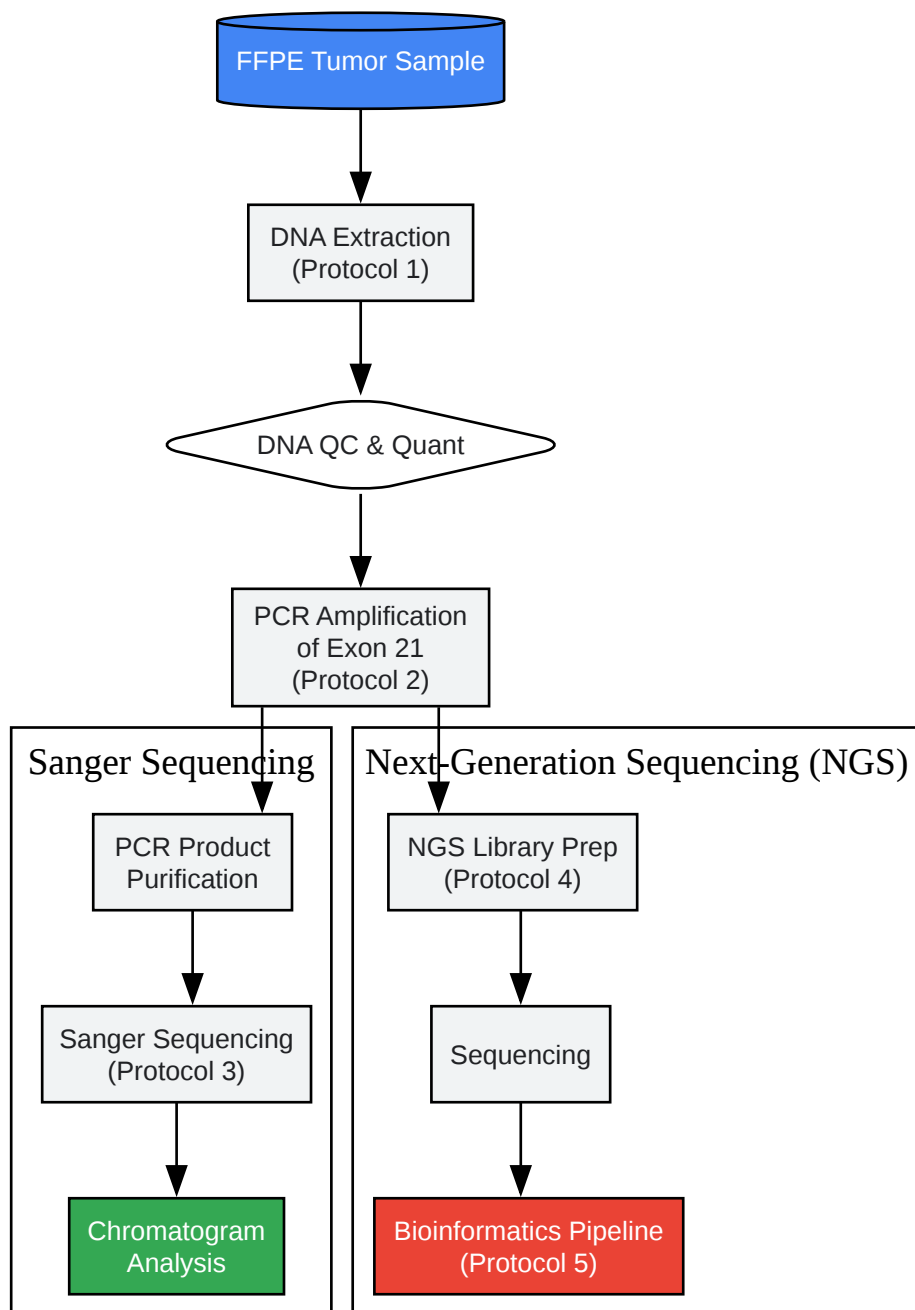 FFPE Tumor Sample
DNA Extraction
(Protocol 1)
DNA QC & Quant
PCR Amplification
of Exon 21
(Protocol 2)
Sanger Sequencing
PCR Product
Purification
Sanger Sequencing
(Protocol 3)
Chromatogram
Analysis
Next-Generation Sequencing (NGS)
NGS Library Prep
(Protocol 4)
Sequencing
Bioinformatics Pipeline
(Protocol 5)